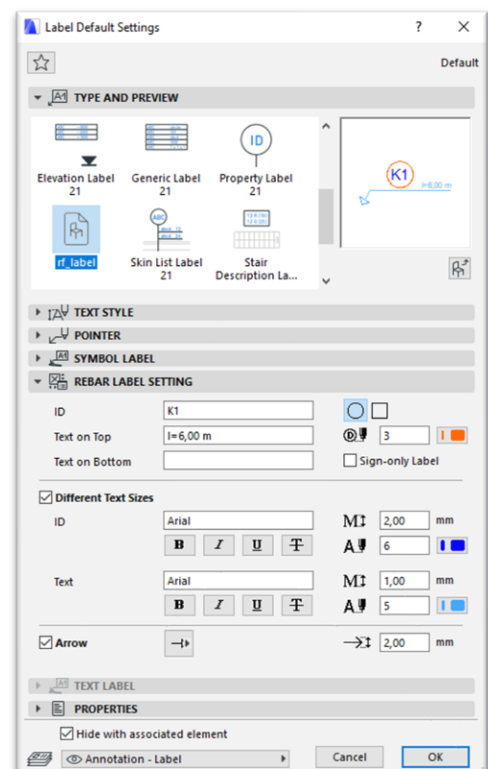 Label Default Settings ? ×
Default
A1 TYPE AND PREVIEW
ID
Elevation Label 21 Generic Label 21 Property Label 21
K1
l=6,00 m
ABC
rf_label Skin List Label 21 Stair Description La...
TEXT STYLE
POINTER
A1 SYMBOL LABEL
REBAR LABEL SETTING
ID K1
Text on Top l=6,00 m 3
Text on Bottom Sign-only Label
Different Text Sizes
ID Arial M 2,00 mm
B I U T A 6
Text Arial M 1,00 mm
B I U T A 5
Arrow 2,00 mm
A1 TEXT LABEL
PROPERTIES
Hide with associated element
Annotation - Label Cancel OK